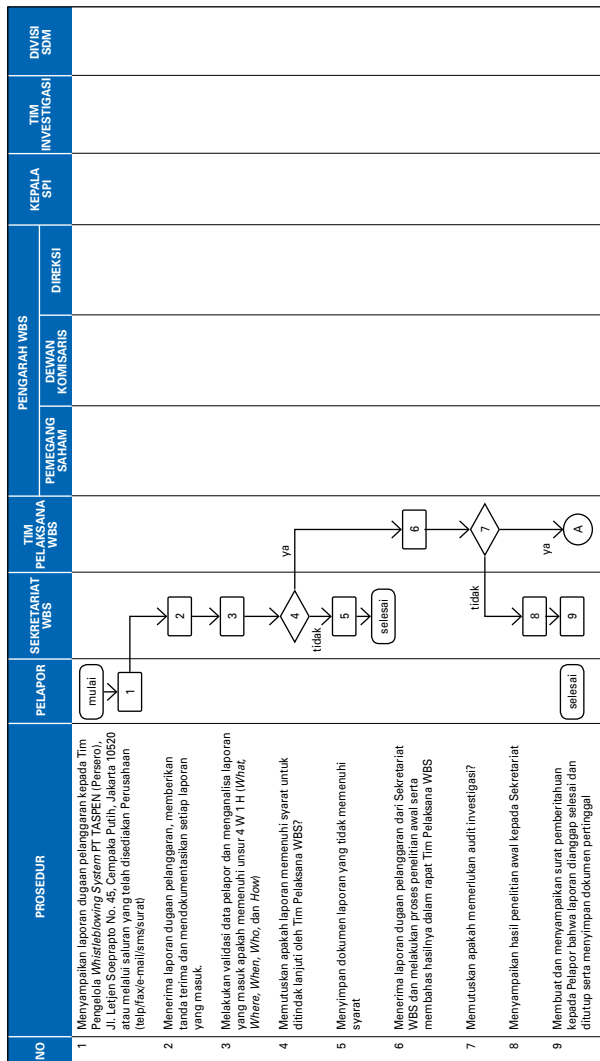 NO
PROSEDUR
PELAPOR
SEKRETARIAT
WBS
TIM
PELAKSANA
WBS
PENGARAH WBS
PEMEGANG
SAHAM
DEWAN
KOMISARIS
DIREKSI
KEPALA
SPI
TIM
INVESTIGASI
DIVISI
SDM
1
Menyampaikan laporan dugaan pelanggaran kepada Tim
Pengelola Whistleblowing System PT TASPEN (Persero),
Jl. Letjen Soeprapto No. 45, Cempaka Putih, Jakarta 10520
atau melalui saluran yang telah disediakan Perusahaan
(telp/fax/e-mail/sms/surat)
mulai
1
2
Menerima laporan dugaan pelanggaran, memberikan
tanda terima dan mendokumentasikan setiap laporan
yang masuk.
2
3
Melakukan validasi data pelapor dan menganalisa laporan
yang masuk apakah memenuhi unsur 4 W 1 H (What,
Where, When, Who, dan How)
3
4
Memutuskan apakah laporan memenuhi syarat untuk
ditindak lanjuti oleh Tim Pelaksana WBS?
4
ya
tidak
5
Menyimpan dokumen laporan yang tidak memenuhi
syarat
5
selesai
6
Menerima laporan dugaan pelanggaran dari Sekretariat
WBS dan melakukan proses penelitian awal serta
membahas hasilnya dalam rapat Tim Pelaksana WBS
6
7
Memutuskan apakah memerlukan audit investigasi?
7
tidak
ya
8
Menyampaikan hasil penelitian awal kepada Sekretariat
8
9
Membuat dan menyampaikan surat pemberitahuan
kepada Pelapor bahwa laporan dianggap selesai dan
ditutup serta menyimpan dokumen pertinggal
selesai
9
A